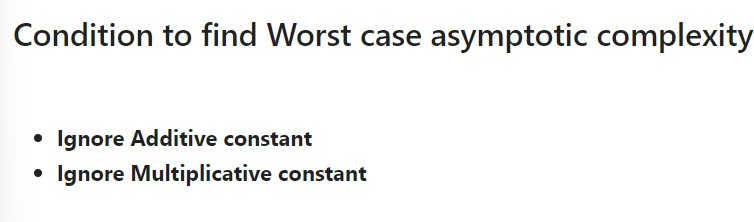 Condition to find Worst case asymptotic complexity
• Ignore Additive constant
• Ignore Multiplicative constant